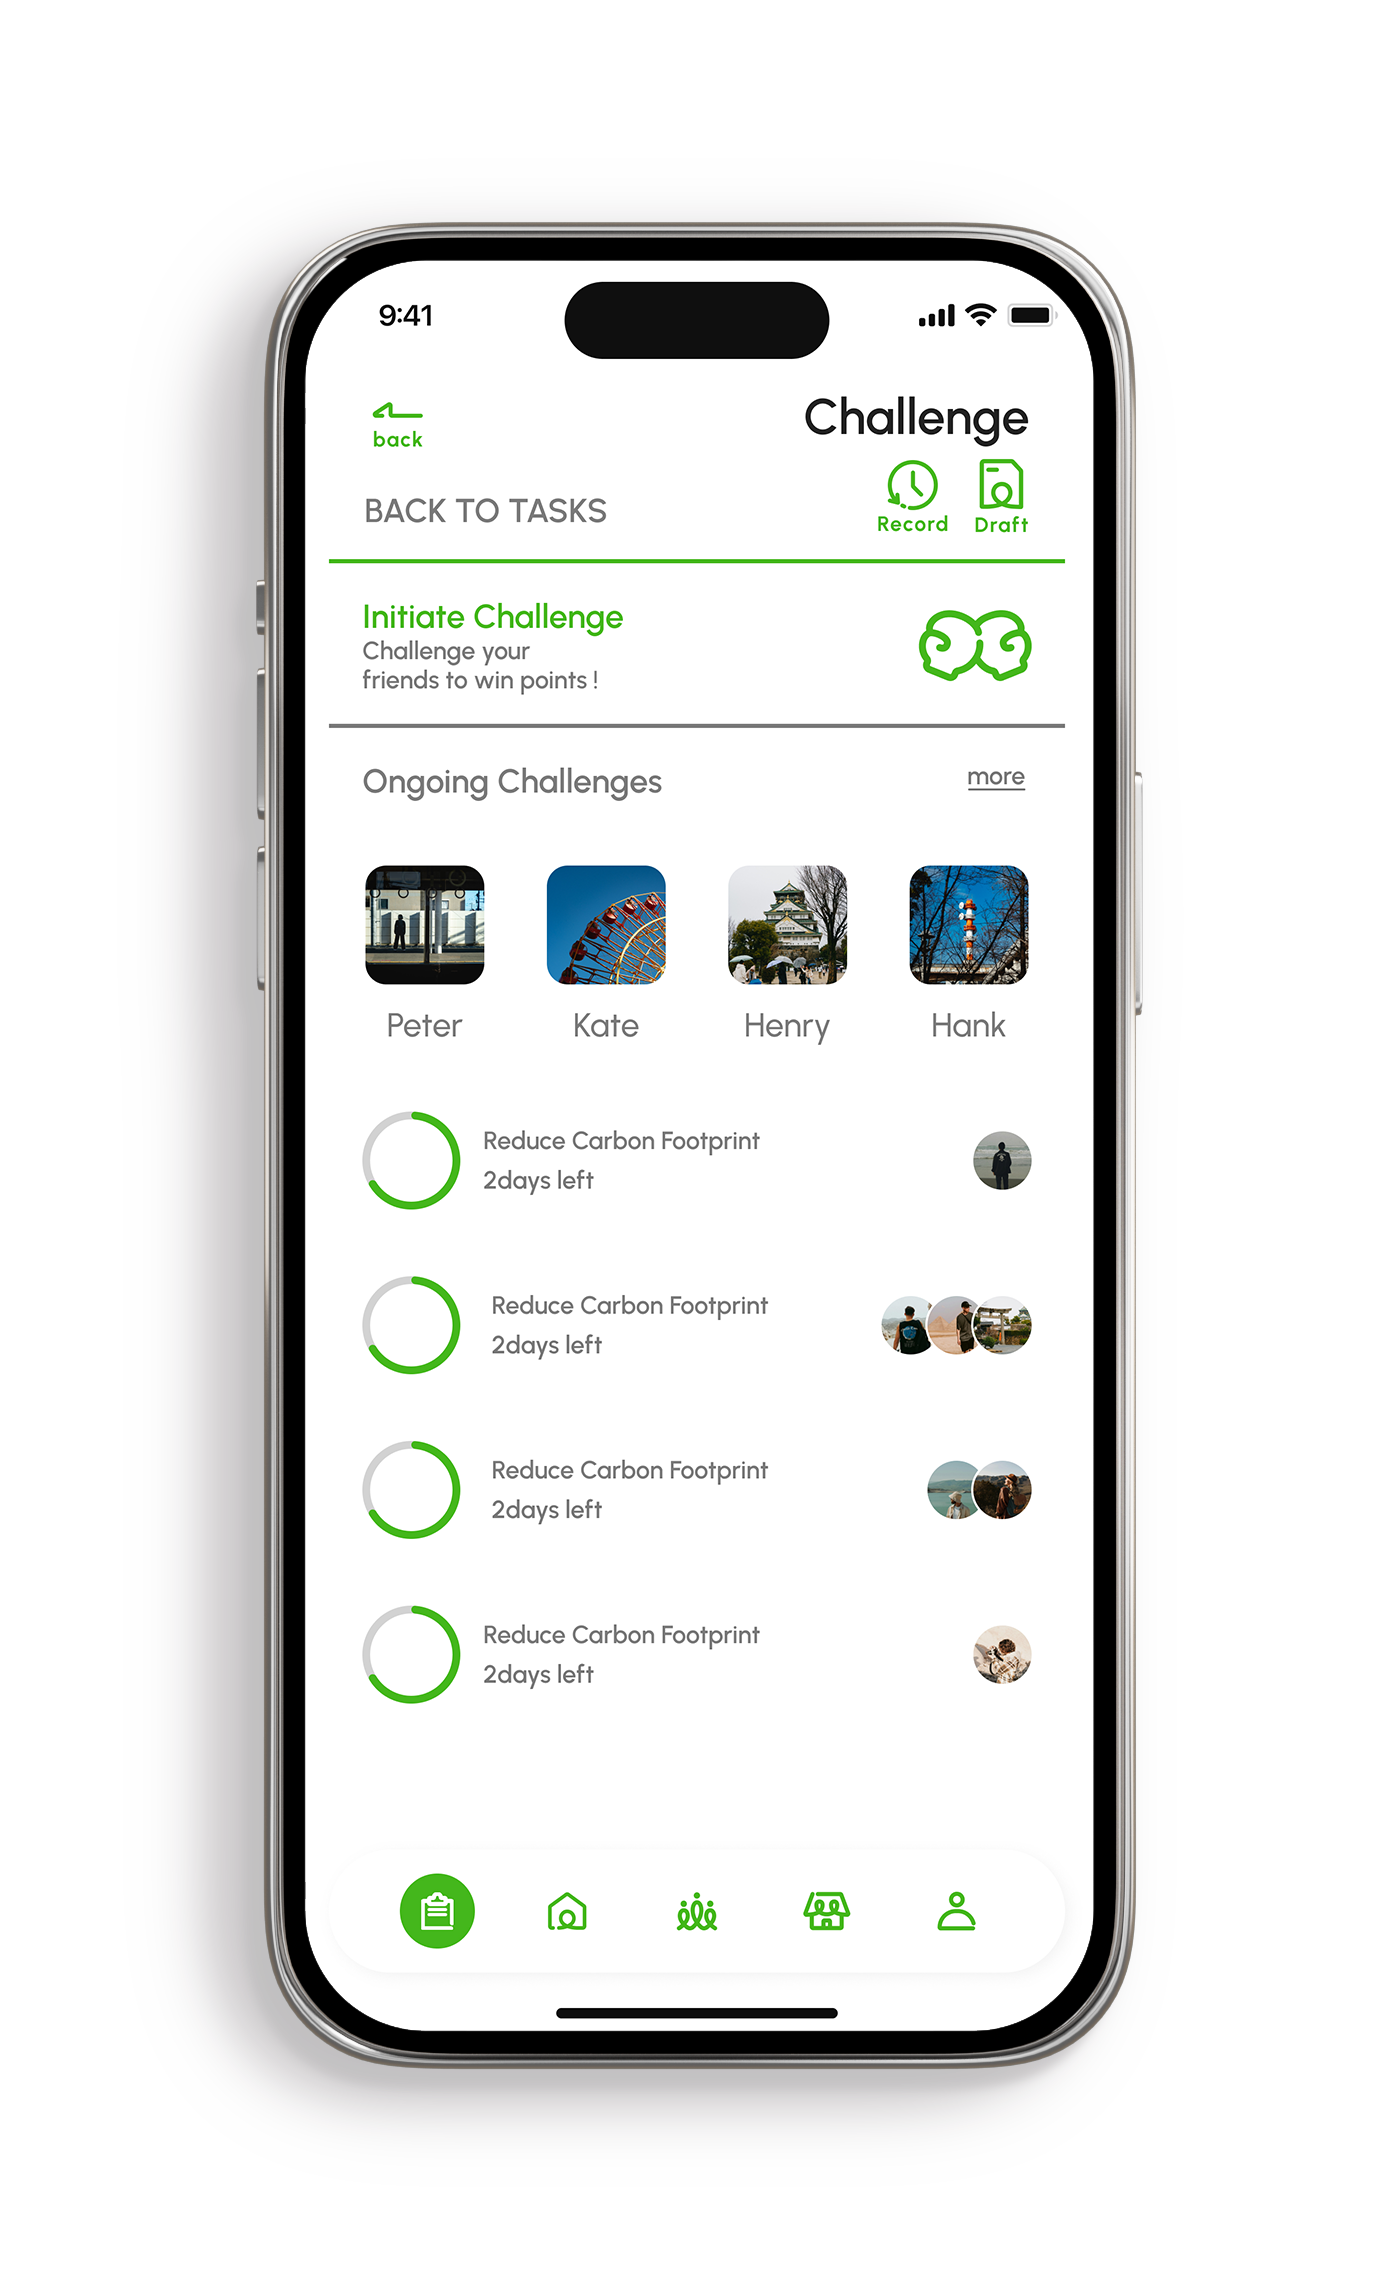 9:41
back
Challenge
BACK TO TASKS
Record
Draft
Initiate Challenge
Challenge your
friends to win points !
Ongoing Challenges
more
Peter
Kate
Henry
Hank
Reduce Carbon Footprint
2days left
Reduce Carbon Footprint
2days left
Reduce Carbon Footprint
2days left
Reduce Carbon Footprint
2days left